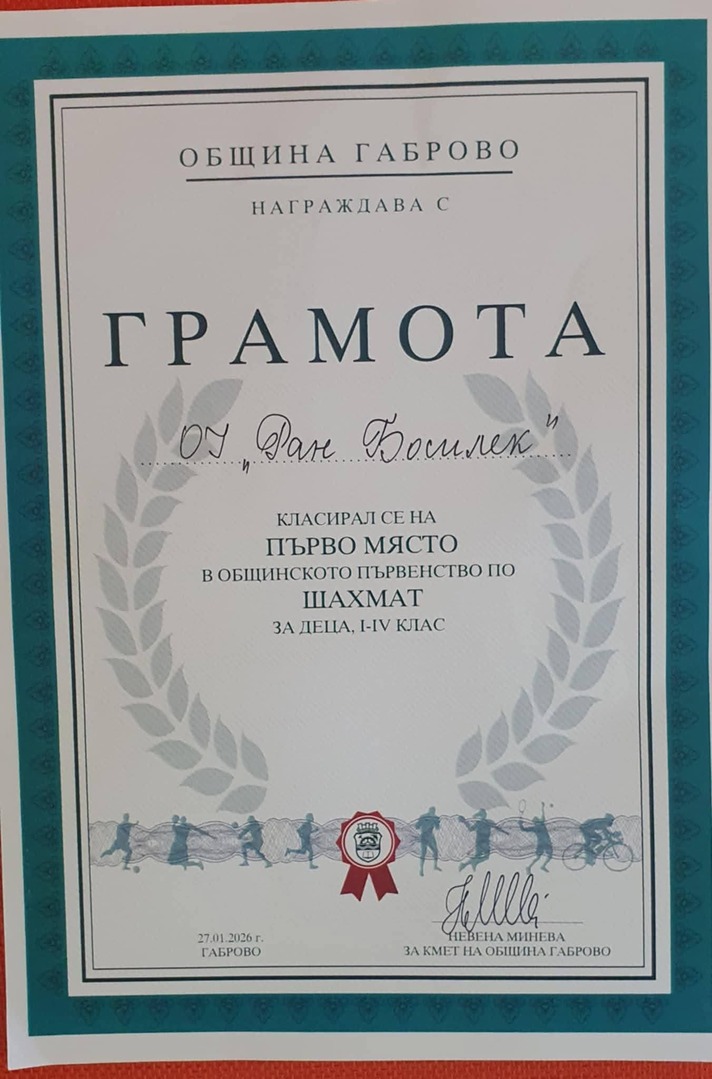 ОБЩИНА ГАБРОВО
НАГРАЖДАВА С
ГРАМОТА
ОУ „Ран Босилек"
КЛАСИРАЛ СЕ НА
ПЪРВО МЯСТО
В ОБЩИНСКОТО ПЪРВЕНСТВО ПО
ШАХМАТ
ЗА ДЕЦА, I-IV КЛАС
27.01.2026 г.
ГАБРОВО
НЕВЕНА МИНЕВА
ЗА КМЕТ НА ОБЩИНА ГАБРОВО